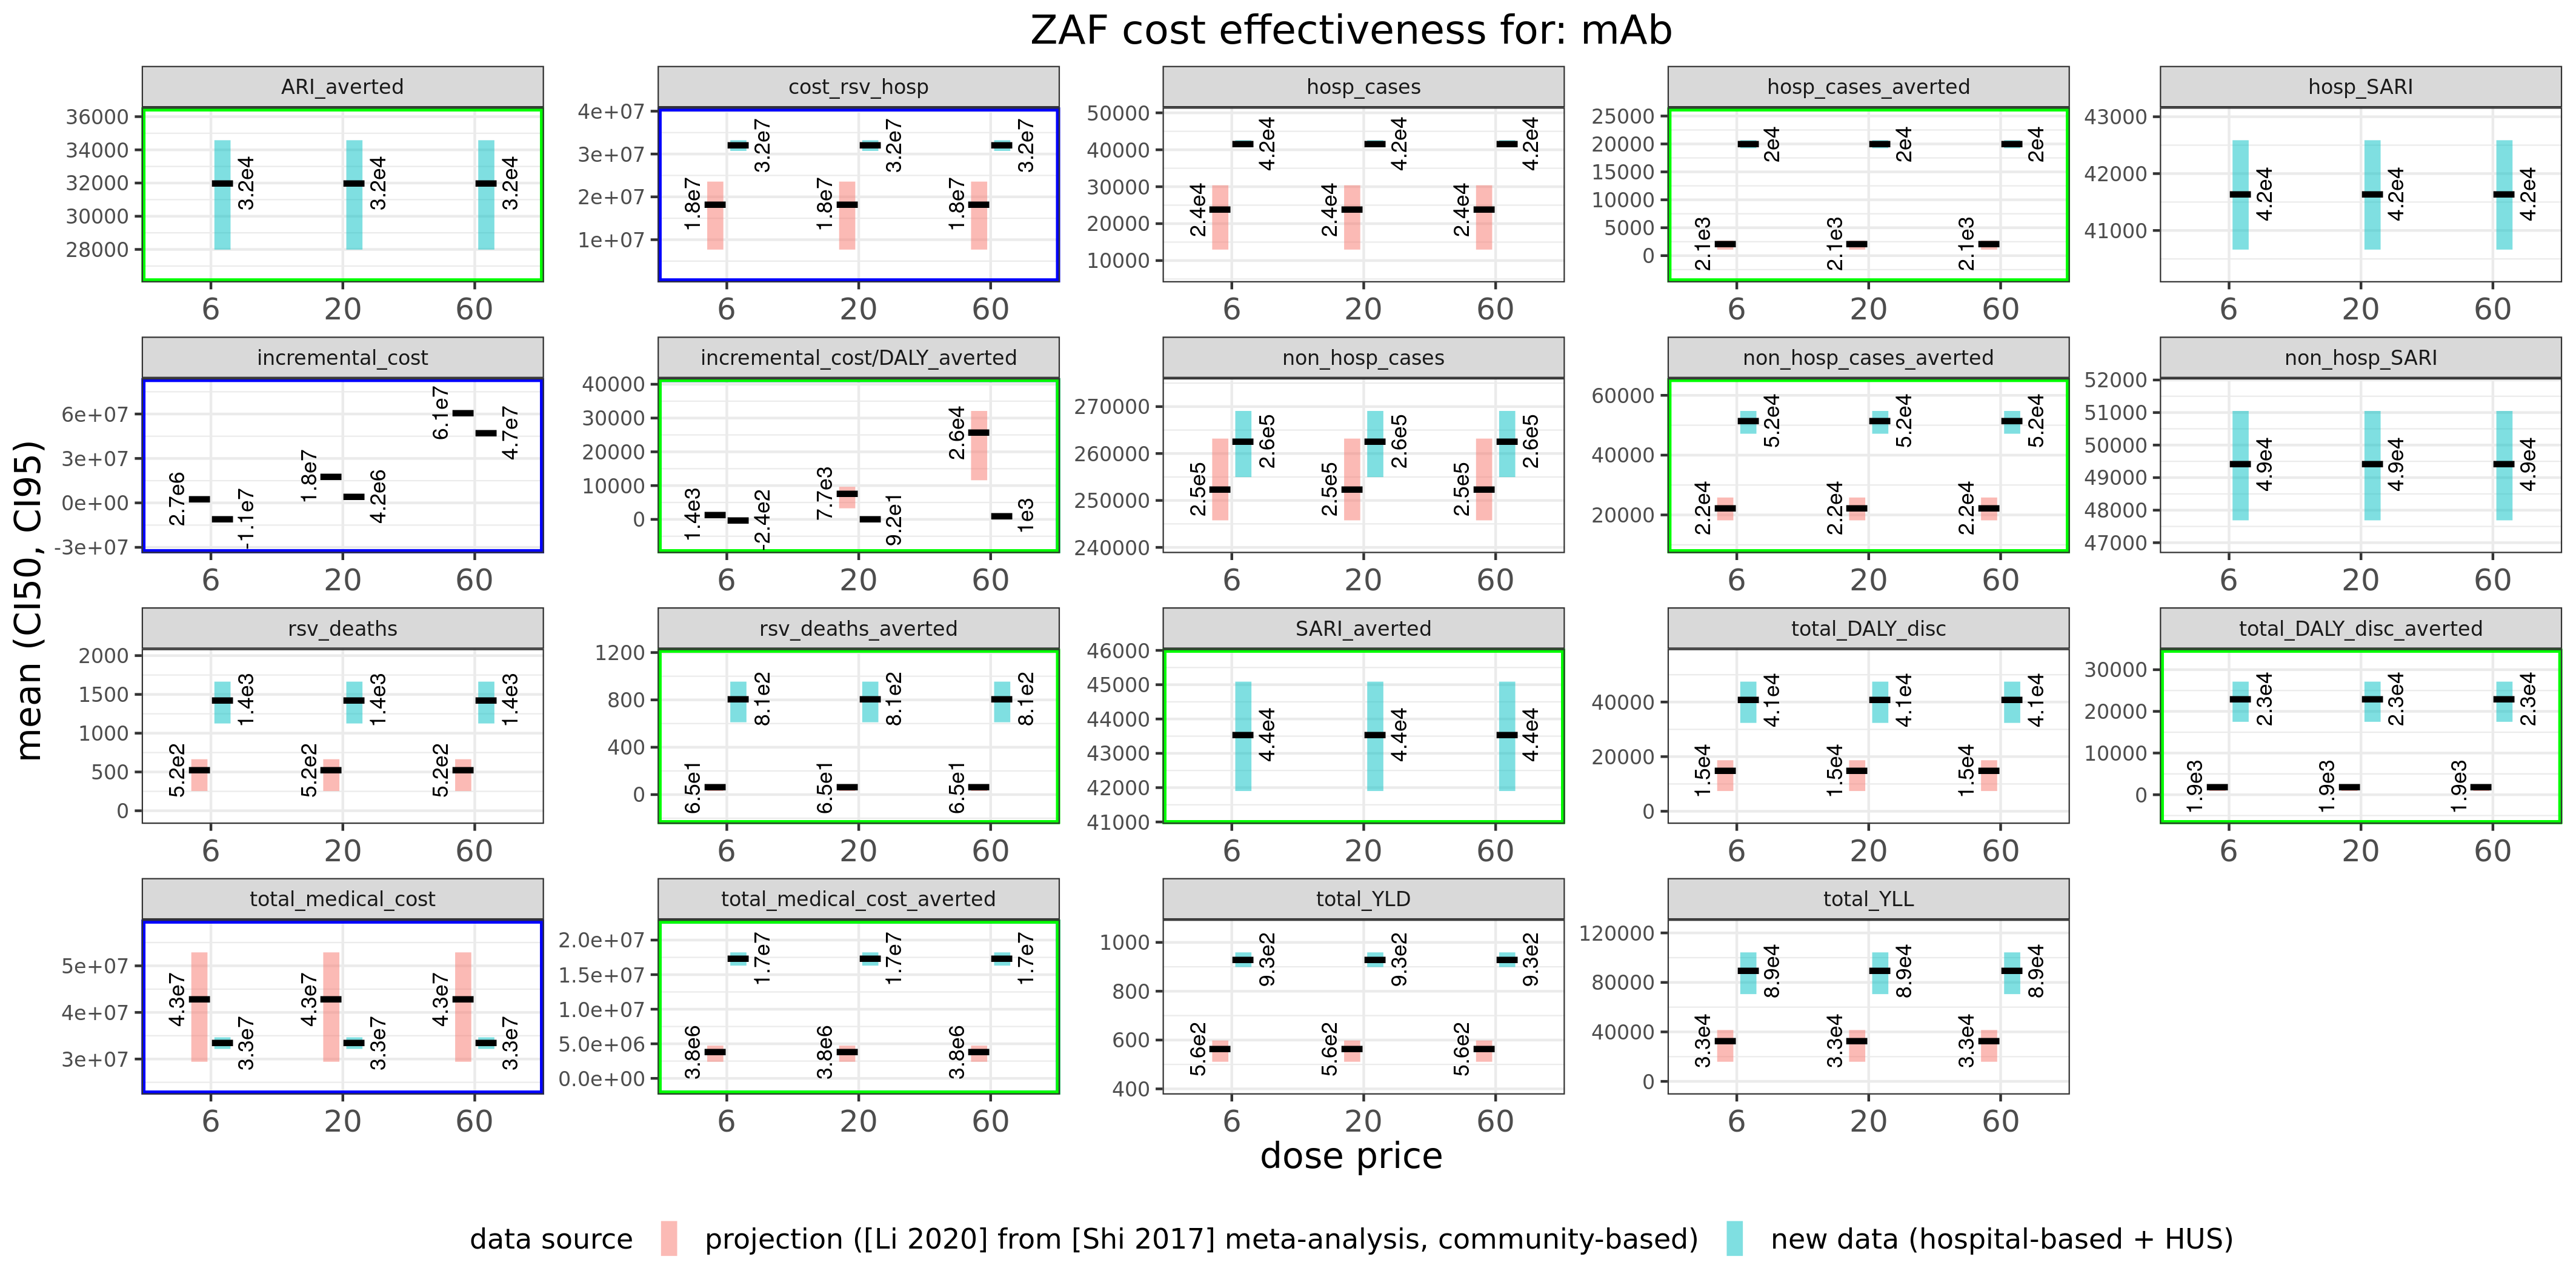 ZAF cost effectiveness for: mAb
mean (CI50, CI95)
ARI_averted
36000
34000
32000
30000
28000
3.2e4
3.2e4
3.2e4
6 20 60
cost_rsv_hosp
4e+07
3e+07
2e+07
1e+07
1.8e7 3.2e7 1.8e7 3.2e7 1.8e7 3.2e7
6 20 60
hosp_cases
50000
40000
30000
20000
10000
2.4e4 4.2e4 2.4e4 4.2e4 2.4e4 4.2e4
6 20 60
hosp_cases_averted
25000
20000
15000
10000
5000
0
2.1e3 2e4 2.1e3 2e4 2.1e3 2e4
6 20 60
hosp_SARI
43000
42000
41000
4.2e4 4.2e4 4.2e4
6 20 60
incremental_cost
6e+07
3e+07
0e+00
-3e+07
2.7e6 -1.1e7 1.8e7 4.2e6 6.1e7 4.7e7
6 20 60
incremental_cost/DALY_averted
40000
30000
20000
10000
0
1.4e3 -2.4e2 7.7e3 9.2e1 2.6e4 1e3
6 20 60
non_hosp_cases
270000
260000
250000
240000
2.5e5 2.6e5 2.5e5 2.6e5 2.5e5 2.6e5
6 20 60
non_hosp_cases_averted
60000
40000
20000
2.2e4 5.2e4 2.2e4 5.2e4 2.2e4 5.2e4
6 20 60
non_hosp_SARI
52000
51000
50000
49000
48000
47000
4.9e4 4.9e4 4.9e4
6 20 60
rsv_deaths
2000
1500
1000
500
0
5.2e2 1.4e3 5.2e2 1.4e3 5.2e2 1.4e3
6 20 60
rsv_deaths_averted
1200
800
400
0
6.5e1 8.1e2 6.5e1 8.1e2 6.5e1 8.1e2
6 20 60
SARI_averted
46000
45000
44000
43000
42000
41000
4.4e4 4.4e4 4.4e4
6 20 60
total_DALY_disc
40000
20000
0
1.5e4 4.1e4 1.5e4 4.1e4 1.5e4 4.1e4
6 20 60
total_DALY_disc_averted
30000
20000
10000
0
1.9e3 2.3e4 1.9e3 2.3e4 1.9e3 2.3e4
6 20 60
total_medical_cost
5e+07
4e+07
3e+07
4.3e7 3.3e7 4.3e7 3.3e7 4.3e7 3.3e7
6 20 60
total_medical_cost_averted
2.0e+07
1.5e+07
1.0e+07
5.0e+06
0.0e+00
3.8e6 1.7e7 3.8e6 1.7e7 3.8e6 1.7e7
6 20 60
total_YLD
1000
800
600
400
5.6e2 9.3e2 5.6e2 9.3e2 5.6e2 9.3e2
6 20 60
total_YLL
120000
80000
40000
0
3.3e4 8.9e4 3.3e4 8.9e4 3.3e4 8.9e4
6 20 60
dose price
data source projection ([Li 2020] from [Shi 2017] meta-analysis, community-based) new data (hospital-based + HUS)